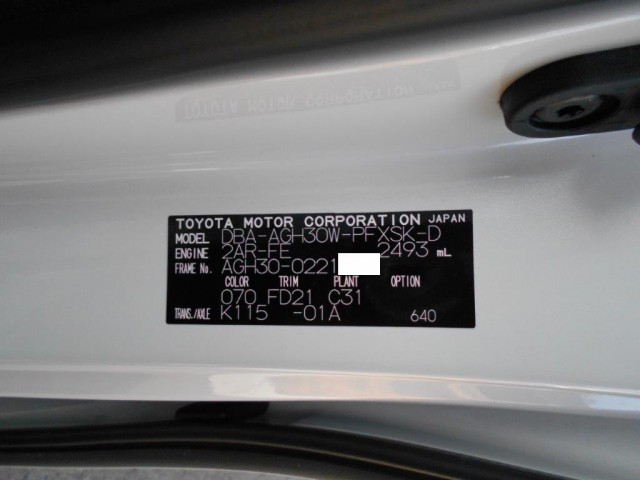 TOYOTA MOTOR CORPORATION JAPAN
MODEL DBA-AGH30W-PFXSK-D
ENGINE 2AR-FE 2493 mL
FRAME No. AGH30-0221
COLOR TRIM PLANT OPTION
070 FD21 C31
TRANS./AXLE K115 -01A 640